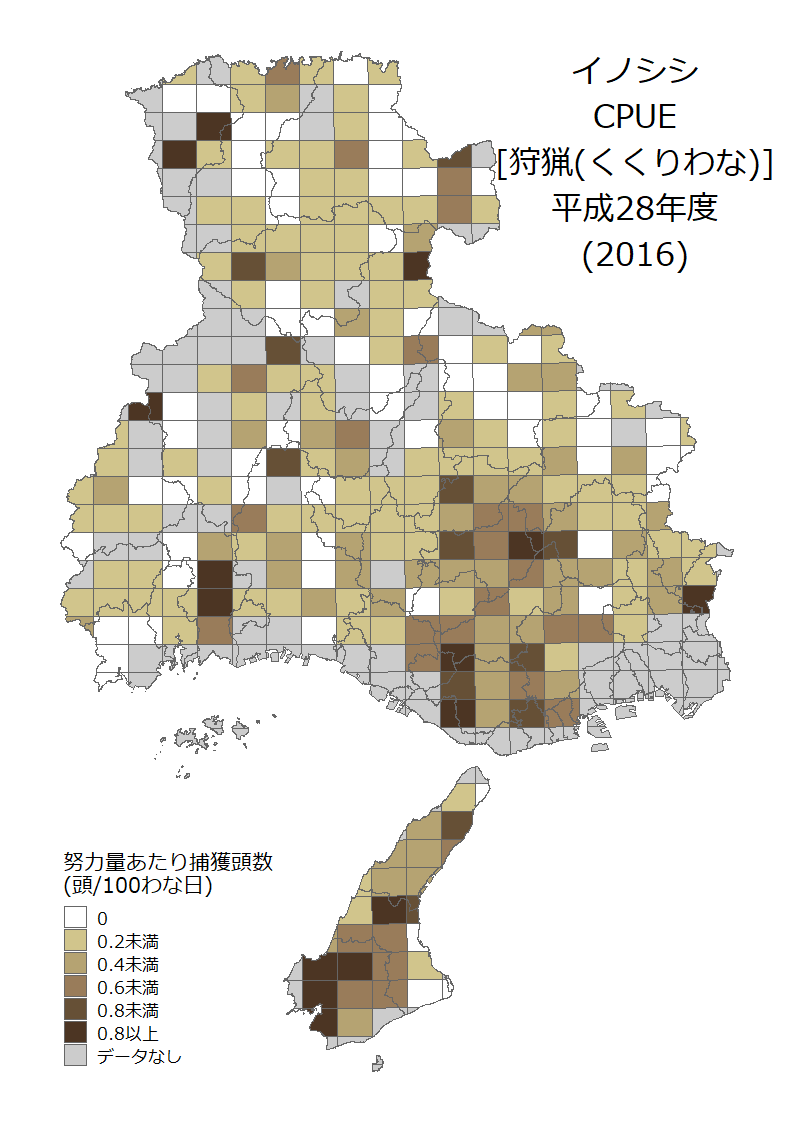 イノシシ
CPUE
[狩猟(くくりわな)]
平成28年度
(2016)
努力量あたり捕獲頭数
(頭/100わな日)
0
0.2未満
0.4未満
0.6未満
0.8未満
0.8以上
データなし